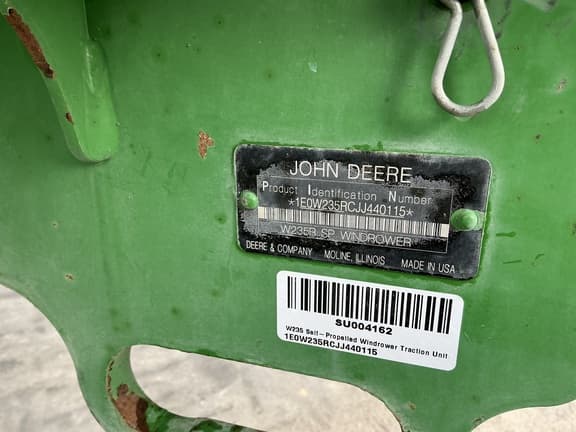 JOHN DEERE
Product Identification Number
*1E0W235RCJJ440115*
W235R SP WINDROWER
DEERE & COMPANY MOLINE, ILLINOIS MADE IN USA
SU004162
W235 Self-Propelled Windrower Traction Unit
1E0W235RCJJ440115